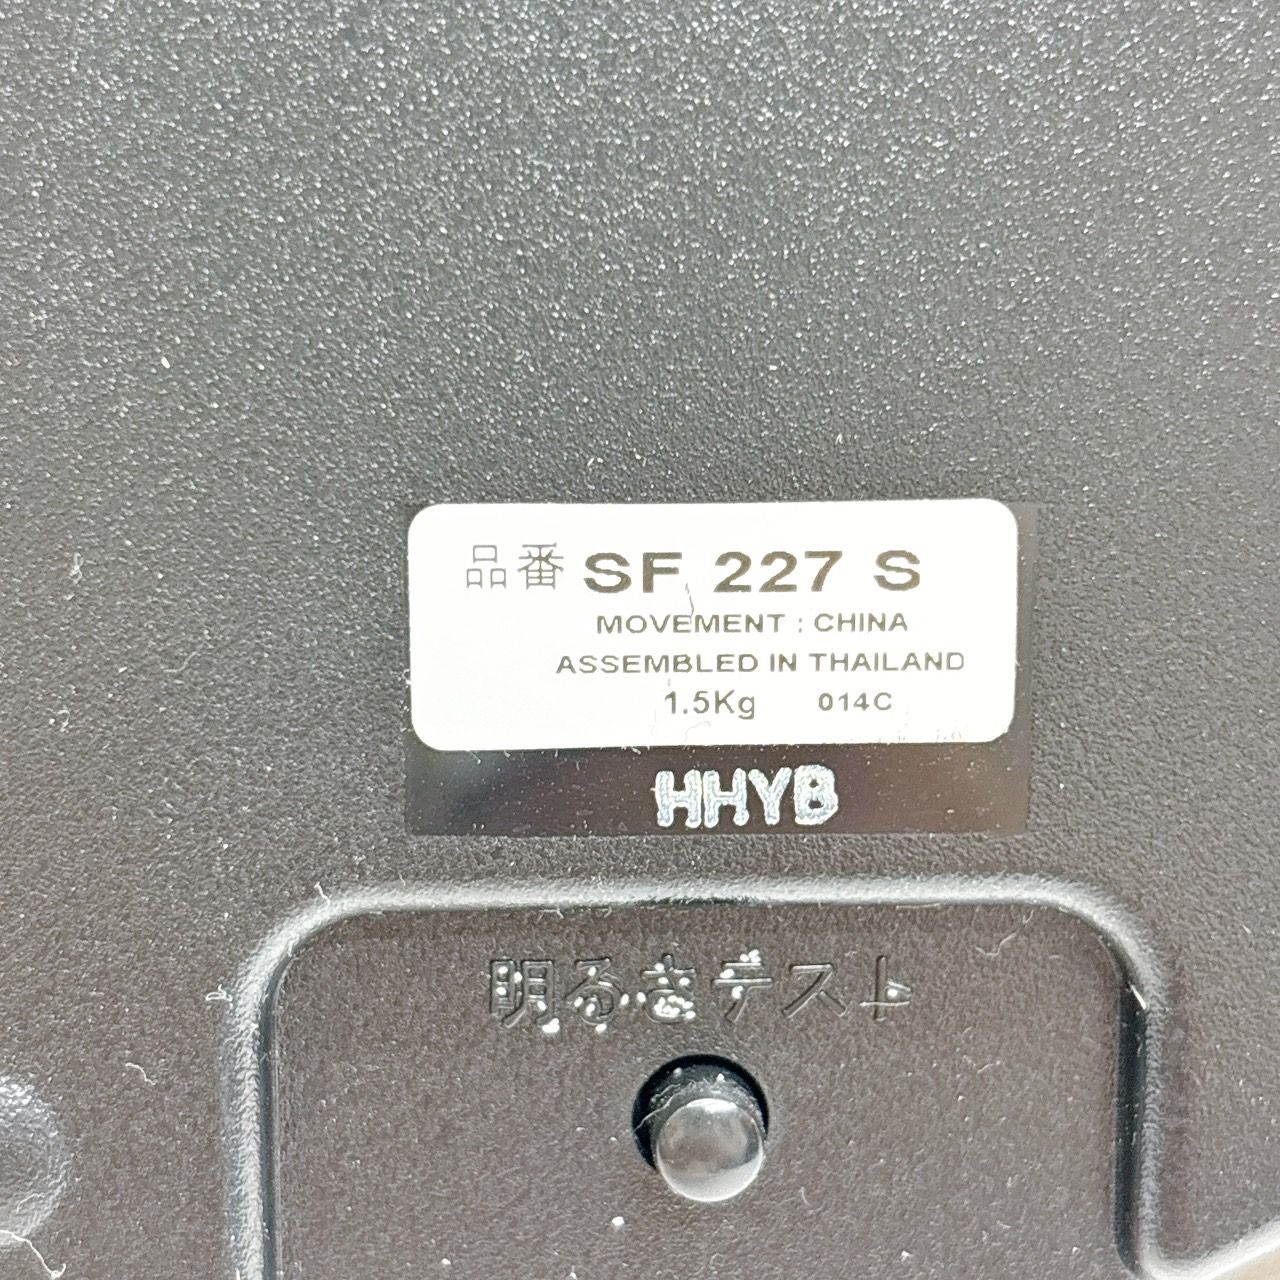 品番 SF 227 S
MOVEMENT : CHINA
ASSEMBLED IN THAILAND
1.5Kg 014C
HHYB
明るさテスト